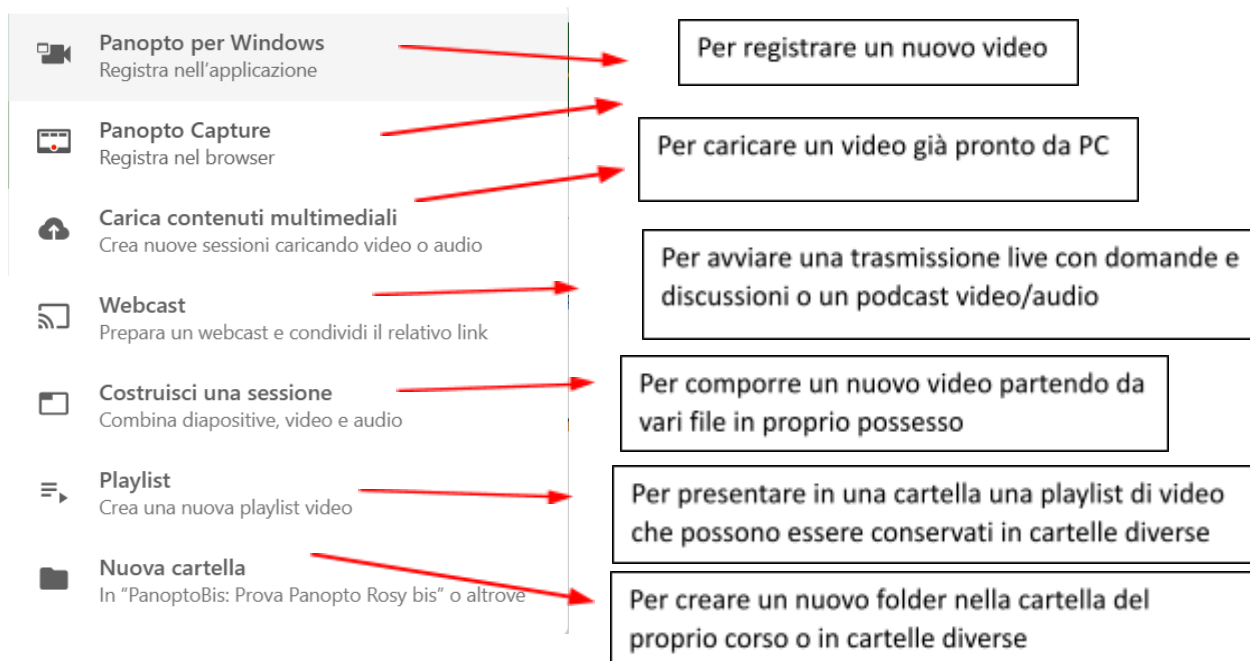 Panopto per Windows
Registra nell'applicazione
Per registrare un nuovo video
Panopto Capture
Registra nel browser
Per caricare un video già pronto da PC
Carica contenuti multimediali
Crea nuove sessioni caricando video o audio
Per avviare una trasmissione live con domande e
discussioni o un podcast video/audio
Webcast
Prepara un webcast e condividi il relativo link
Costruisci una sessione
Combina diapositive, video e audio
Per comporre un nuovo video partendo da
vari file in proprio possesso
Playlist
Crea una nuova playlist video
Per presentare in una cartella una playlist di video
che possono essere conservati in cartelle diverse
Nuova cartella
In "PanoptoBis: Prova Panopto Rosy bis" o altrove
Per creare un nuovo folder nella cartella del
proprio corso o in cartelle diverse